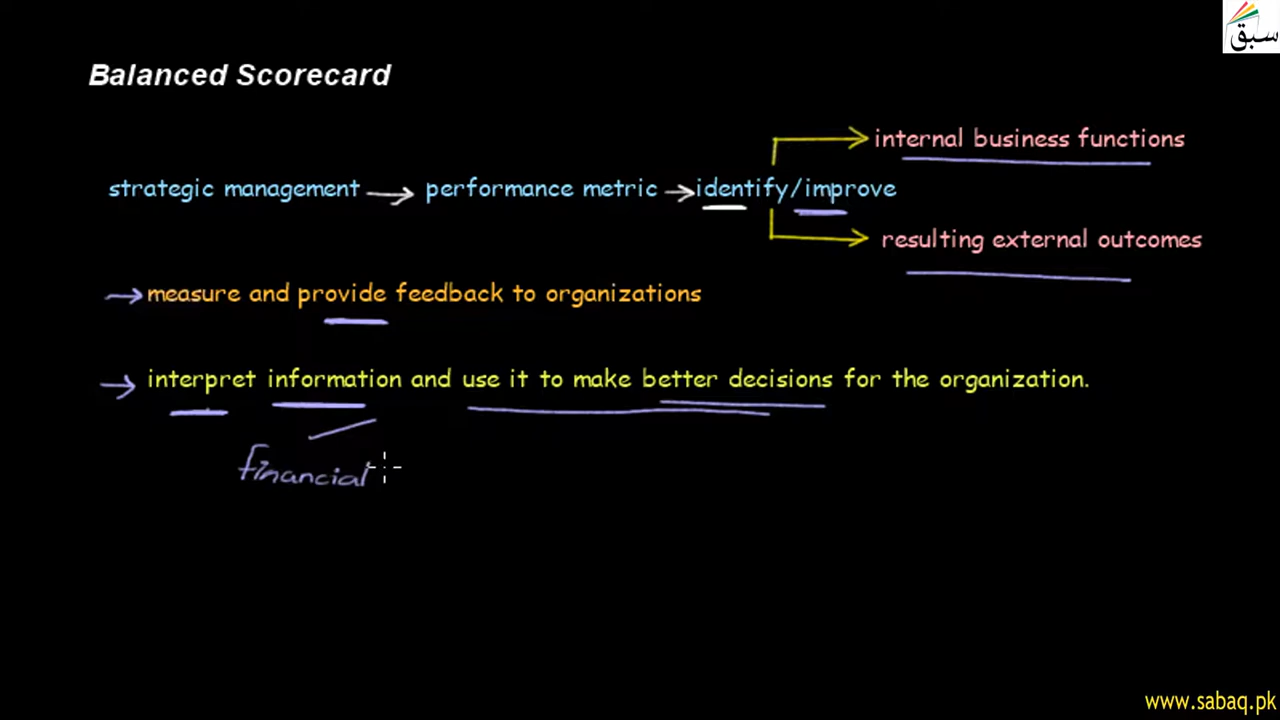 سبق
Balanced Scorecard
internal business functions
strategic management → performance metric → identify/improve
resulting external outcomes
→ measure and provide feedback to organizations
→ interpret information and use it to make better decisions for the organization.
financial
www.sabaq.pk